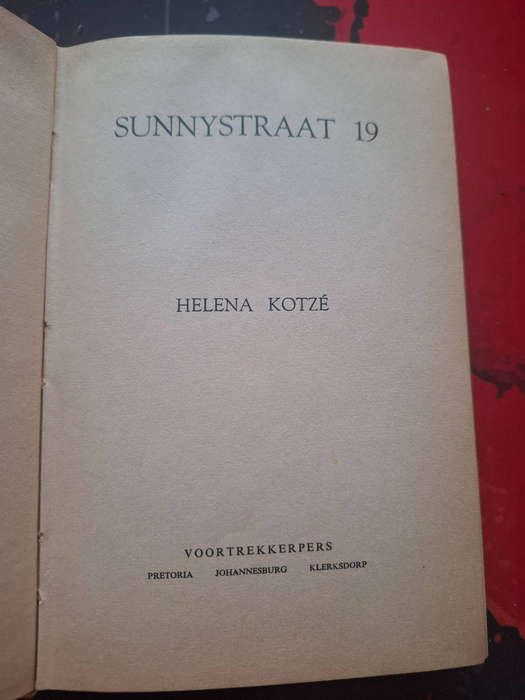 SUNNYSTRAAT 19
HELENA KOTZÉ
VOORTREKKERPERS
PRETORIA JOHANNESBURG KLERKSDORP